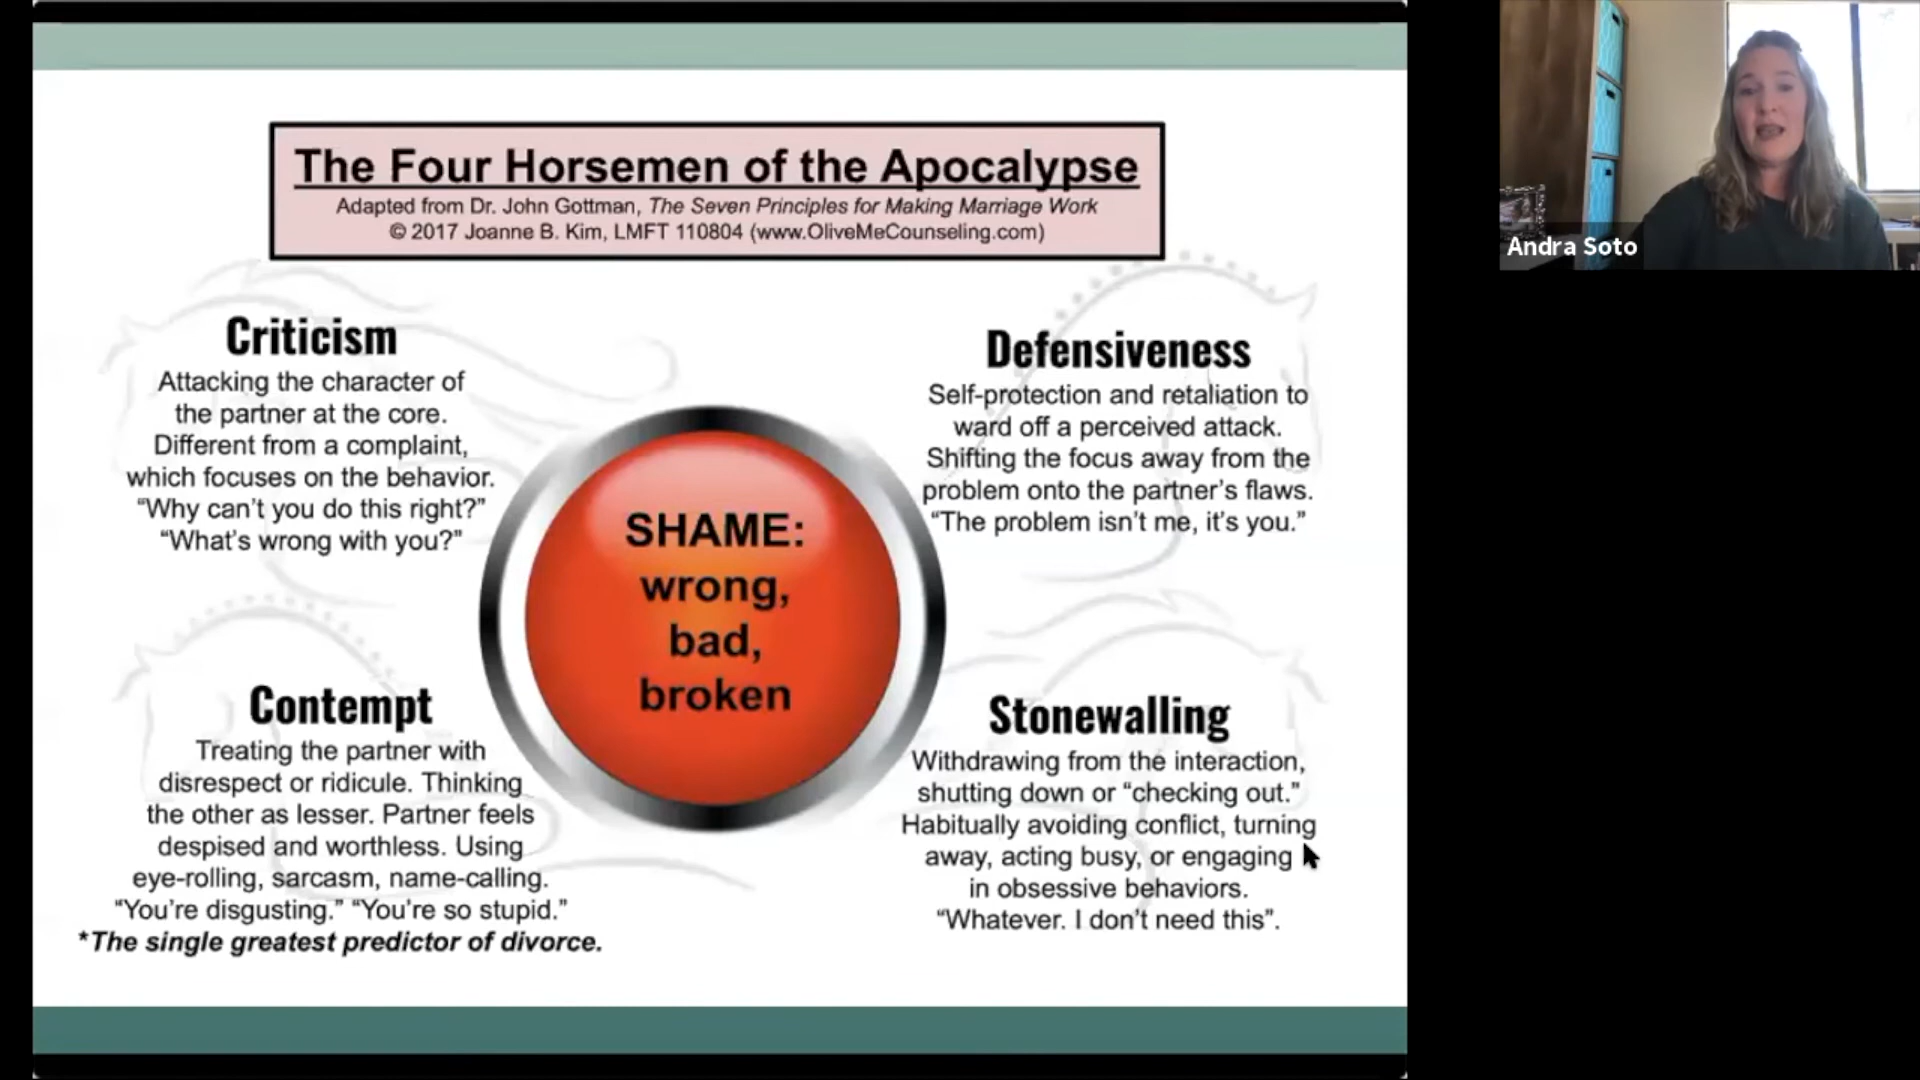 The Four Horsemen of the Apocalypse
Adapted from Dr. John Gottman, The Seven Principles for Making Marriage Work
© 2017 Joanne B. Kim, LMFT 110804 (www.OliveMeCounseling.com)
Criticism
Attacking the character of
the partner at the core.
Different from a complaint,
which focuses on the behavior.
“Why can’t you do this right?”
“What’s wrong with you?”
Defensiveness
Self-protection and retaliation to
ward off a perceived attack.
Shifting the focus away from the
problem onto the partner’s flaws.
“The problem isn’t me, it’s you.”
SHAME:
wrong,
bad,
broken
Contempt
Treating the partner with
disrespect or ridicule. Thinking
the other as lesser. Partner feels
despised and worthless. Using
eye-rolling, sarcasm, name-calling.
“You’re disgusting.” “You’re so stupid.”
*The single greatest predictor of divorce.
Stonewalling
Withdrawing from the interaction,
shutting down or “checking out.”
Habitually avoiding conflict, turning
away, acting busy, or engaging
in obsessive behaviors.
“Whatever. I don’t need this”.
Andra Soto